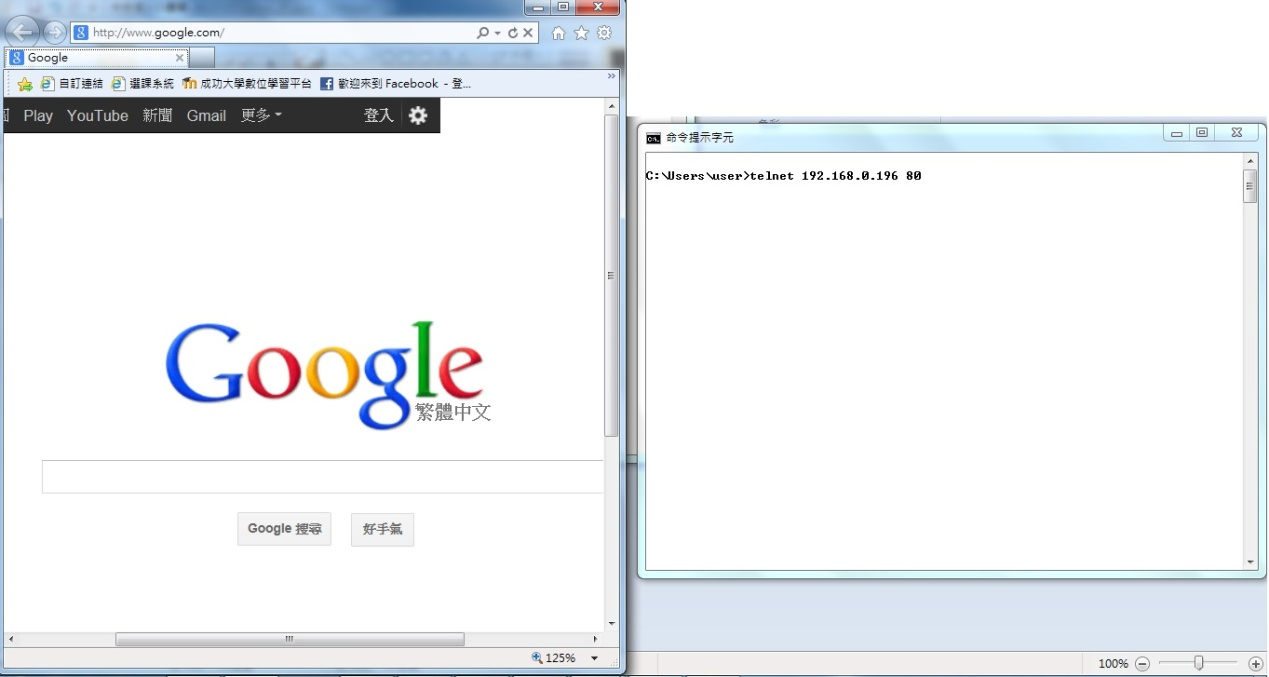 http://www.google.com/
Google
自訂連結 選課系統 成功大學數位學習平台 歡迎來到 Facebook - 登...
Play YouTube 新聞 Gmail 更多 登入
Google
繁體中文
Google 搜尋 好手氣
125%
命令提示字元
C:\Users\user>telnet 192.168.0.196 80
100%